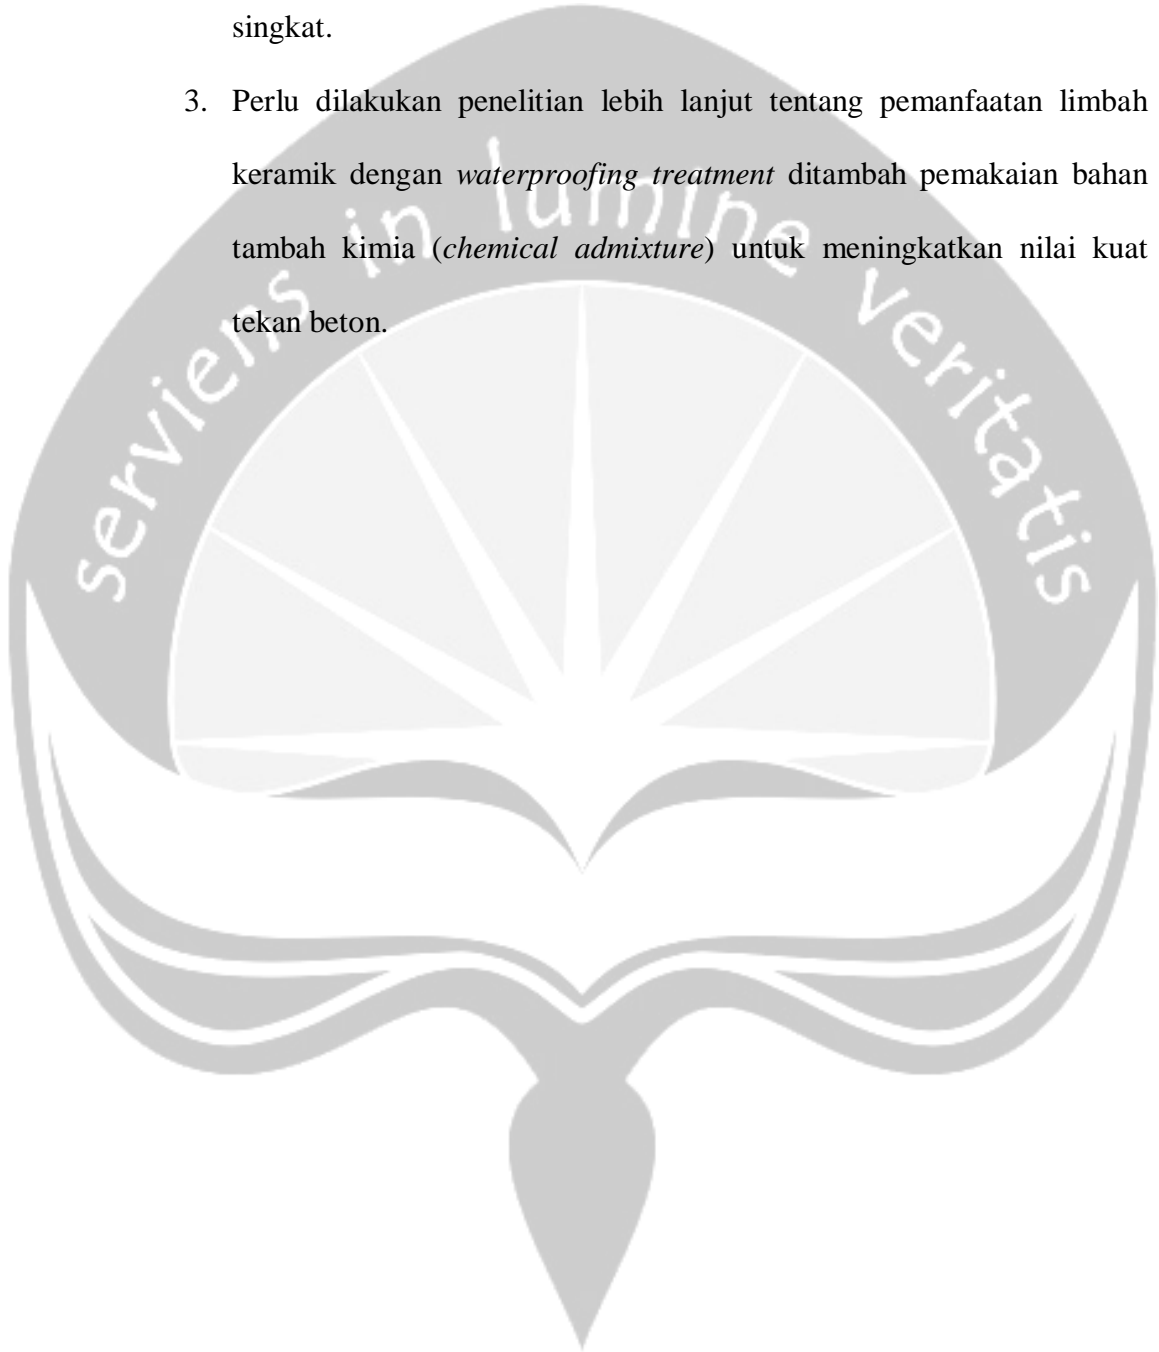 singkat.
3. Perlu dilakukan penelitian lebih lanjut tentang pemanfaatan limbah
keramik dengan waterproofing treatment ditambah pemakaian bahan
tambah kimia (chemical admixture) untuk meningkatkan nilai kuat
tekan beton.
serviens in lumine veritatis